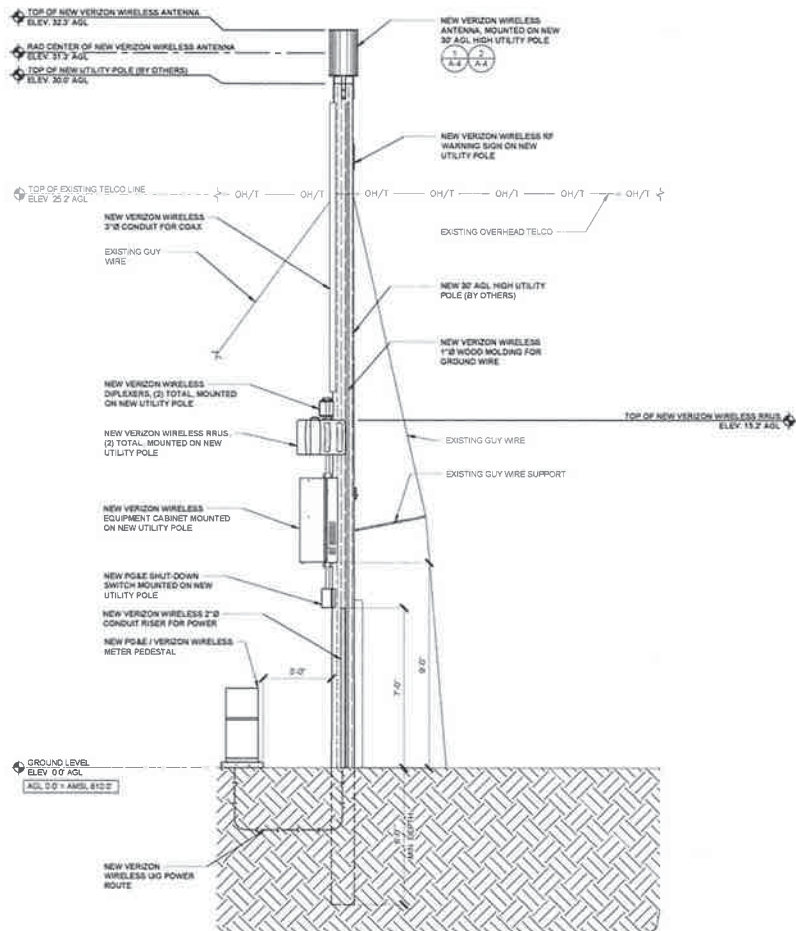 TOP OF NEW VERIZON WIRELESS ANTENNA
ELEV. 32.3' AGL
RAD CENTER OF NEW VERIZON WIRELESS ANTENNA
ELEV. 31.3' AGL
TOP OF NEW UTILITY POLE (BY OTHERS)
ELEV. 30.0' AGL
NEW VERIZON WIRELESS
ANTENNA, MOUNTED ON NEW
30' AGL HIGH UTILITY POLE
1
A-4
2
A-4
NEW VERIZON WIRELESS RF
WARNING SIGN ON NEW
UTILITY POLE
TOP OF EXISTING TELCO LINE
ELEV 25.2' AGL
OH/T OH/T OH/T OH/T OH/T OH/T OH/T
NEW VERIZON WIRELESS
3"Ø CONDUIT FOR COAX
EXISTING OVERHEAD TELCO
EXISTING GUY
WIRE
NEW 30' AGL HIGH UTILITY
POLE (BY OTHERS)
NEW VERIZON WIRELESS
1"Ø WOOD MOLDING FOR
GROUND WIRE
NEW VERIZON WIRELESS
DIPLEXERS, (2) TOTAL, MOUNTED
ON NEW UTILITY POLE
TOP OF NEW VERIZON WIRELESS RRUS
ELEV. 15.2' AGL
NEW VERIZON WIRELESS RRUS,
(2) TOTAL, MOUNTED ON NEW
UTILITY POLE
EXISTING GUY WIRE
EXISTING GUY WIRE SUPPORT
NEW VERIZON WIRELESS
EQUIPMENT CABINET MOUNTED
ON NEW UTILITY POLE
NEW PG&E SHUT-DOWN
SWITCH MOUNTED ON NEW
UTILITY POLE
NEW VERIZON WIRELESS 2"Ø
CONDUIT RISER FOR POWER
NEW PG&E / VERIZON WIRELESS
METER PEDESTAL
7'-0"
9'-0"
GROUND LEVEL
ELEV 0.0' AGL
MIN. DEPTH
NEW VERIZON
WIRELESS U/G POWER
ROUTE